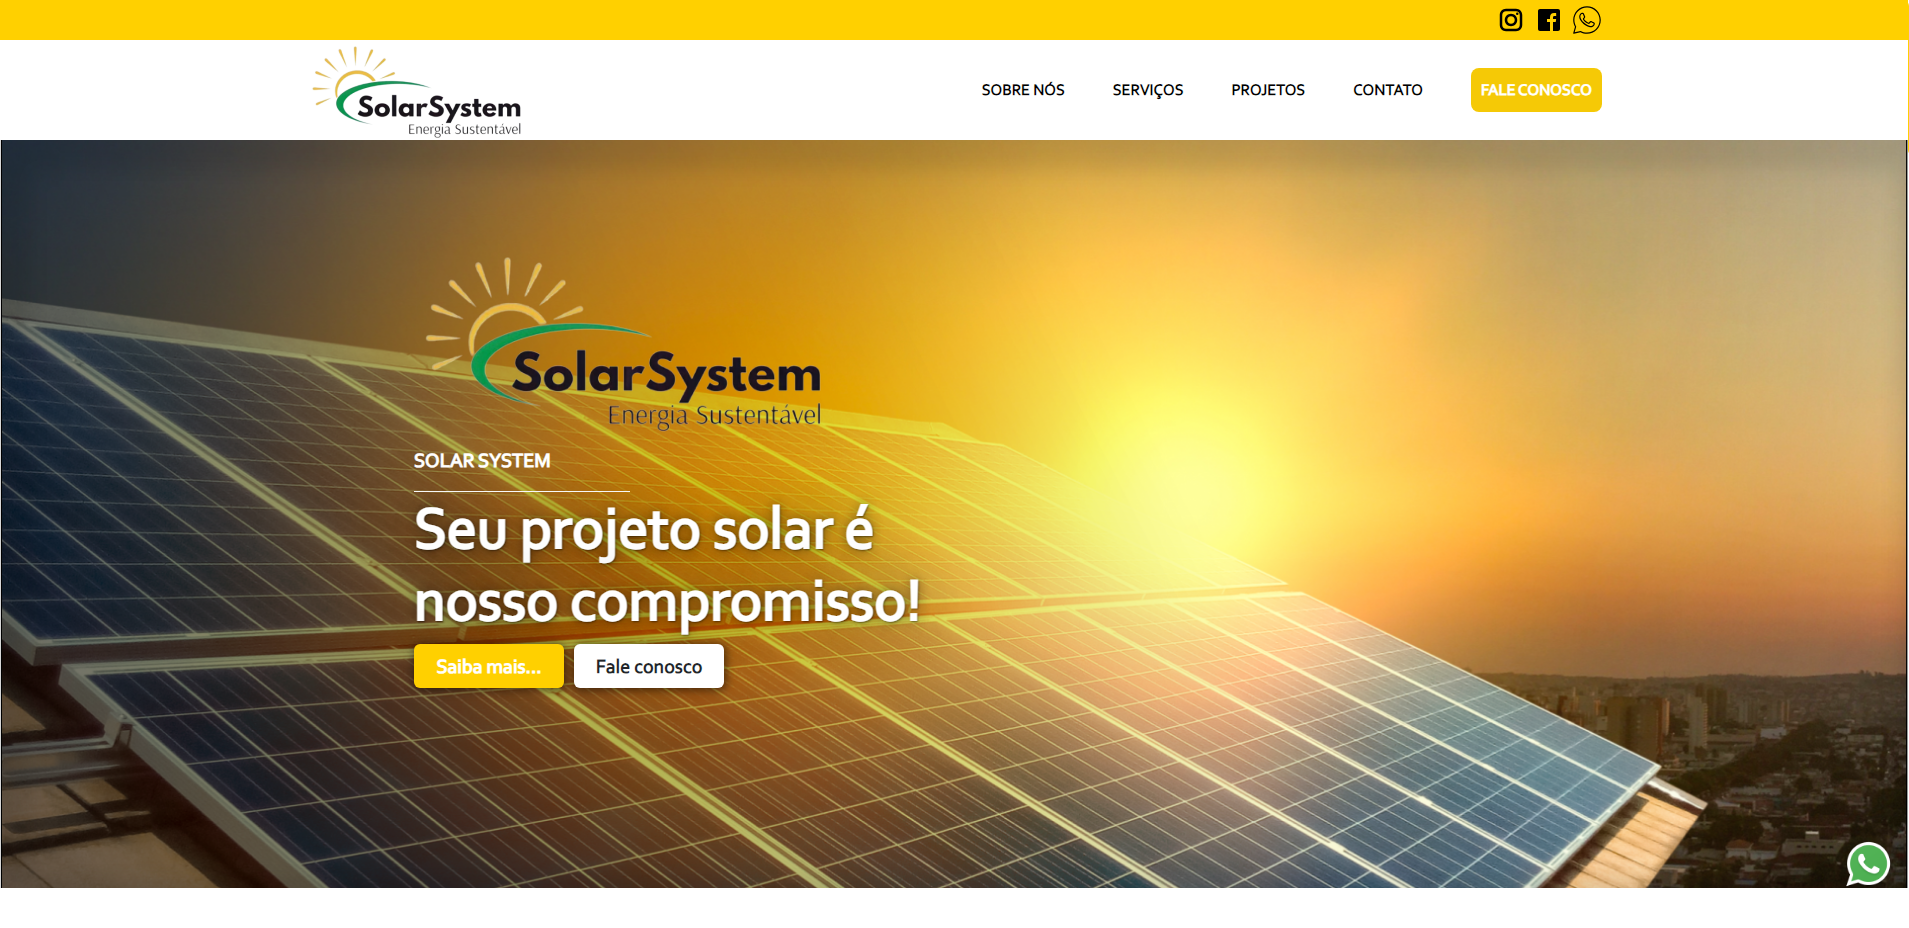 SolarSystem
Energia Sustentável
SOBRE NÓS
SERVIÇOS
PROJETOS
CONTATO
FALE CONOSCO
SolarSystem
Energia Sustentável
SOLAR SYSTEM
Seu projeto solar é
nosso compromisso!
Saiba mais...
Fale conosco